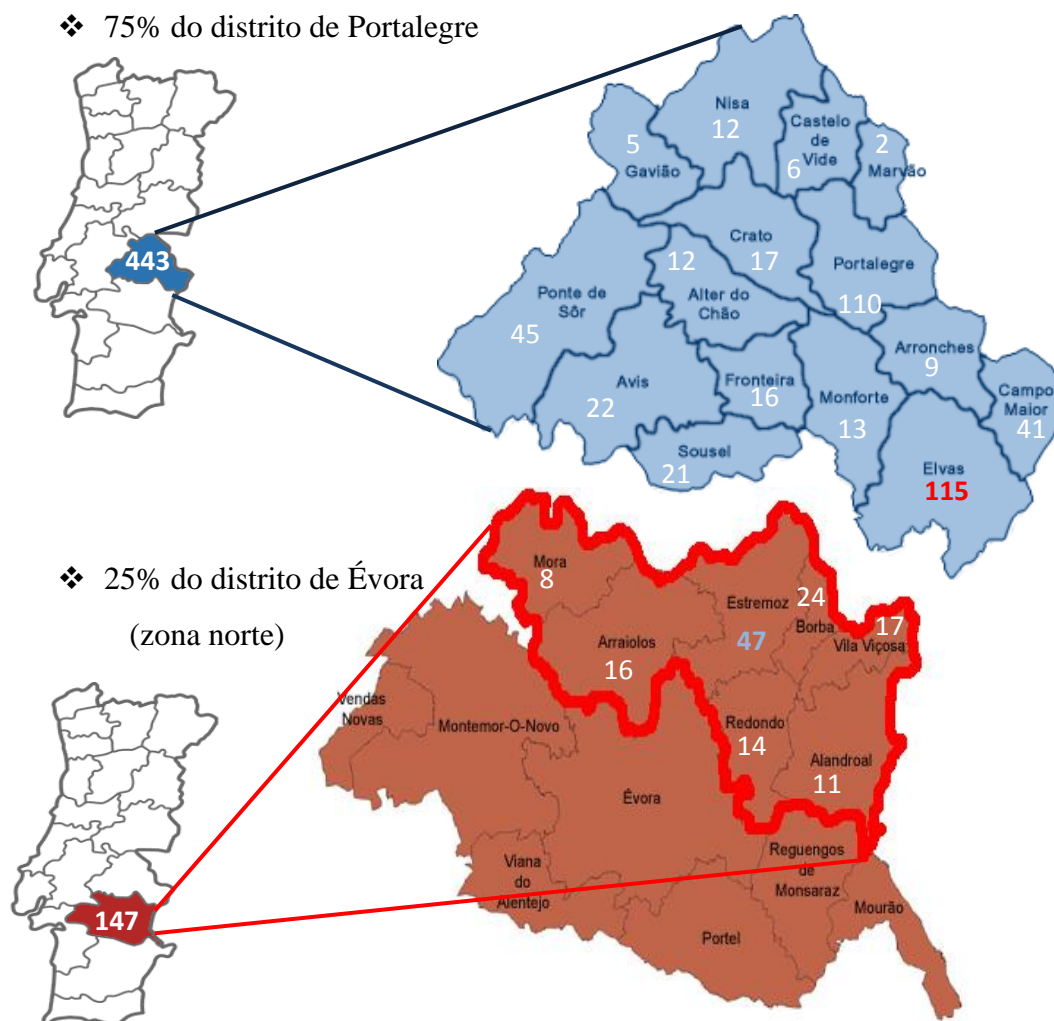 ❖ 75% do distrito de Portalegre
443
Nisa
12
Castelo
de
Vide
6
2
Marvão
5
Gavião
Crato
17
Portalegre
110
12
Alter do
Chão
Ponte de
Sôr
45
Arronches
9
Avis
22
Fronteira
16
Monforte
13
Campo
Maior
41
Sousel
21
Elvas
115
❖ 25% do distrito de Évora
(zona norte)
147
Mora
8
Estremoz
47
24
Borba
17
Vila Viçosa
Arraiolos
16
Vendas
Novas
Montemor-O-Novo
Redondo
14
Alandroal
11
Évora
Reguengos
de
Monsaraz
Viana
do
Alentejo
Mourão
Portel